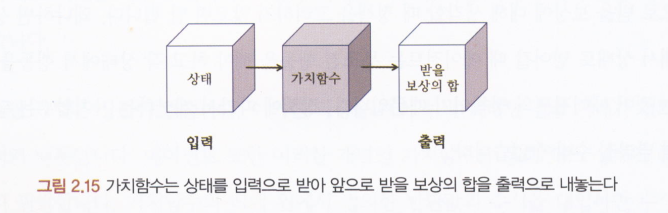 상태
가치함수
받을
보상의 합
입력
출력
그림 2.15 가치함수는 상태를 입력으로 받아 앞으로 받을 보상의 합을 출력으로 내놓는다